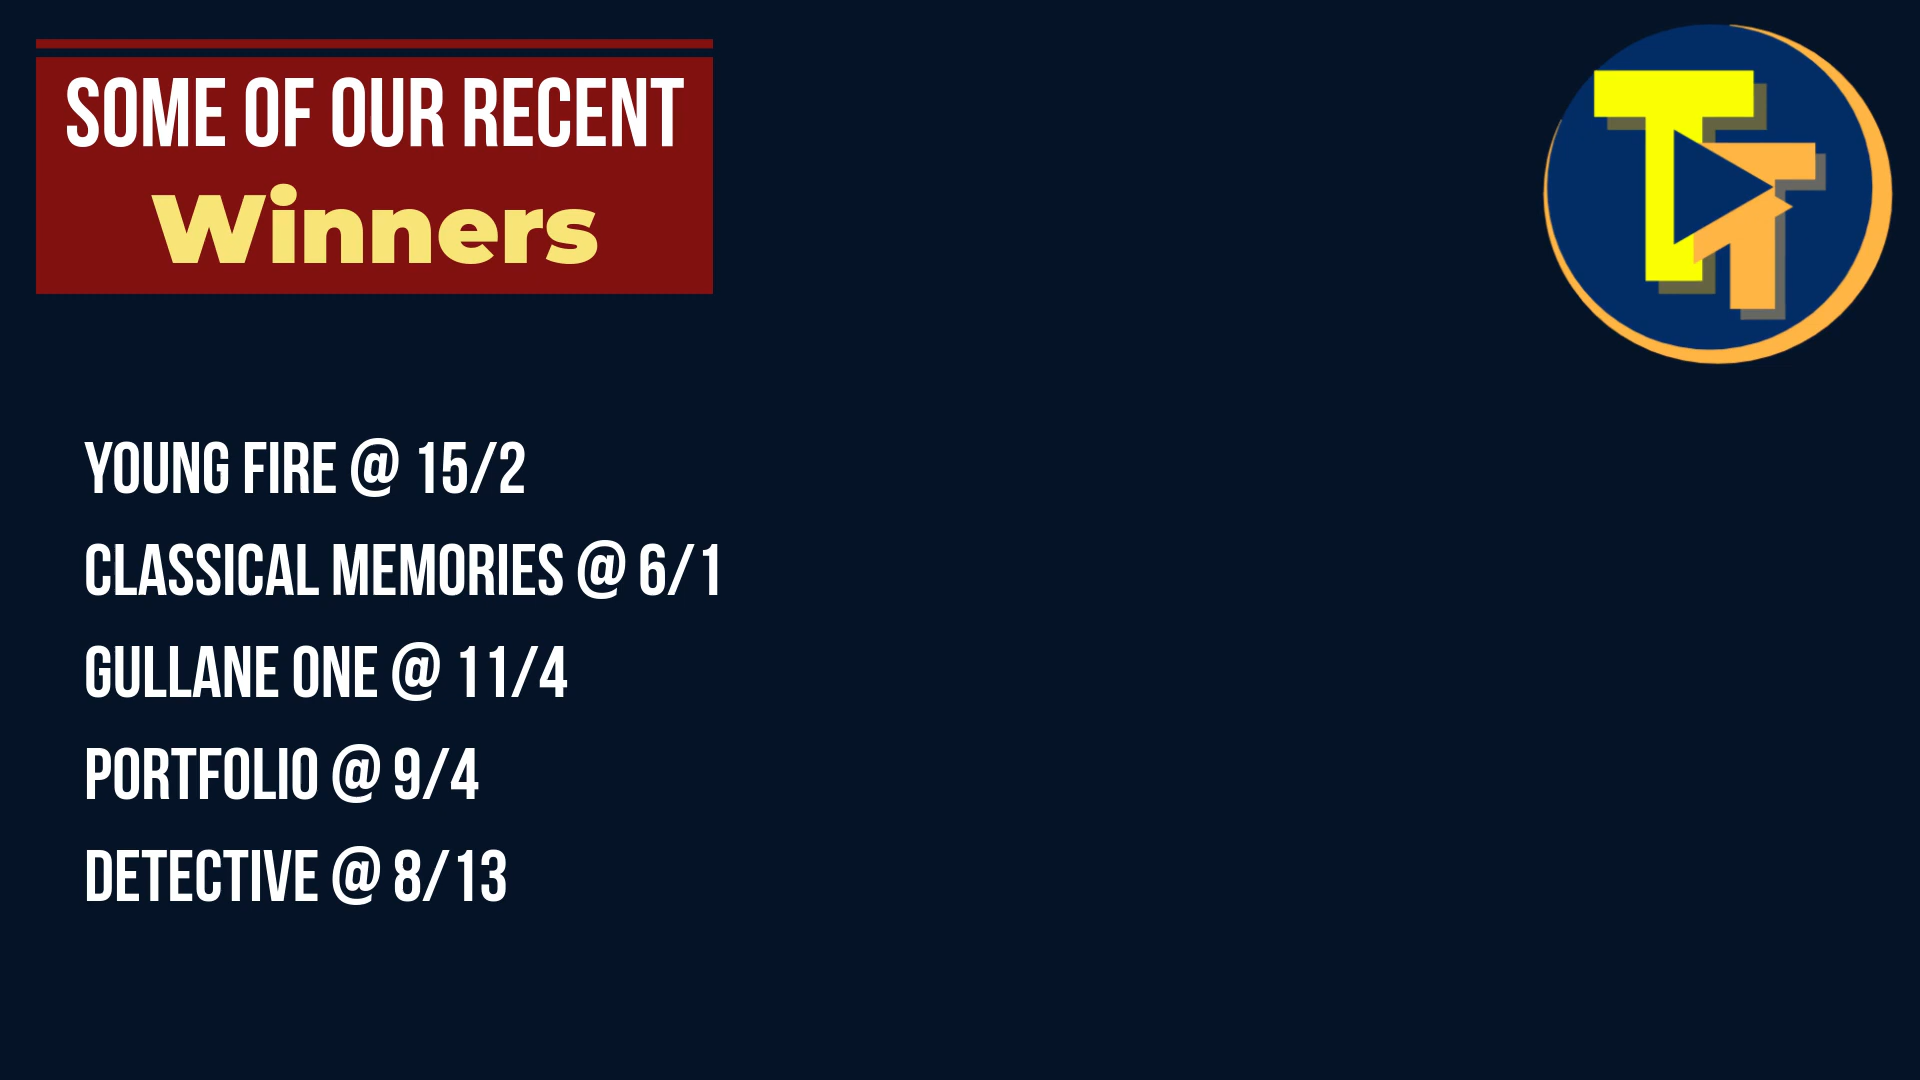 SOME OF OUR RECENT
Winners
YOUNG FIRE @ 15/2
CLASSICAL MEMORIES @ 6/1
GULLANE ONE @ 11/4
PORTFOLIO @ 9/4
DETECTIVE @ 8/13
TT